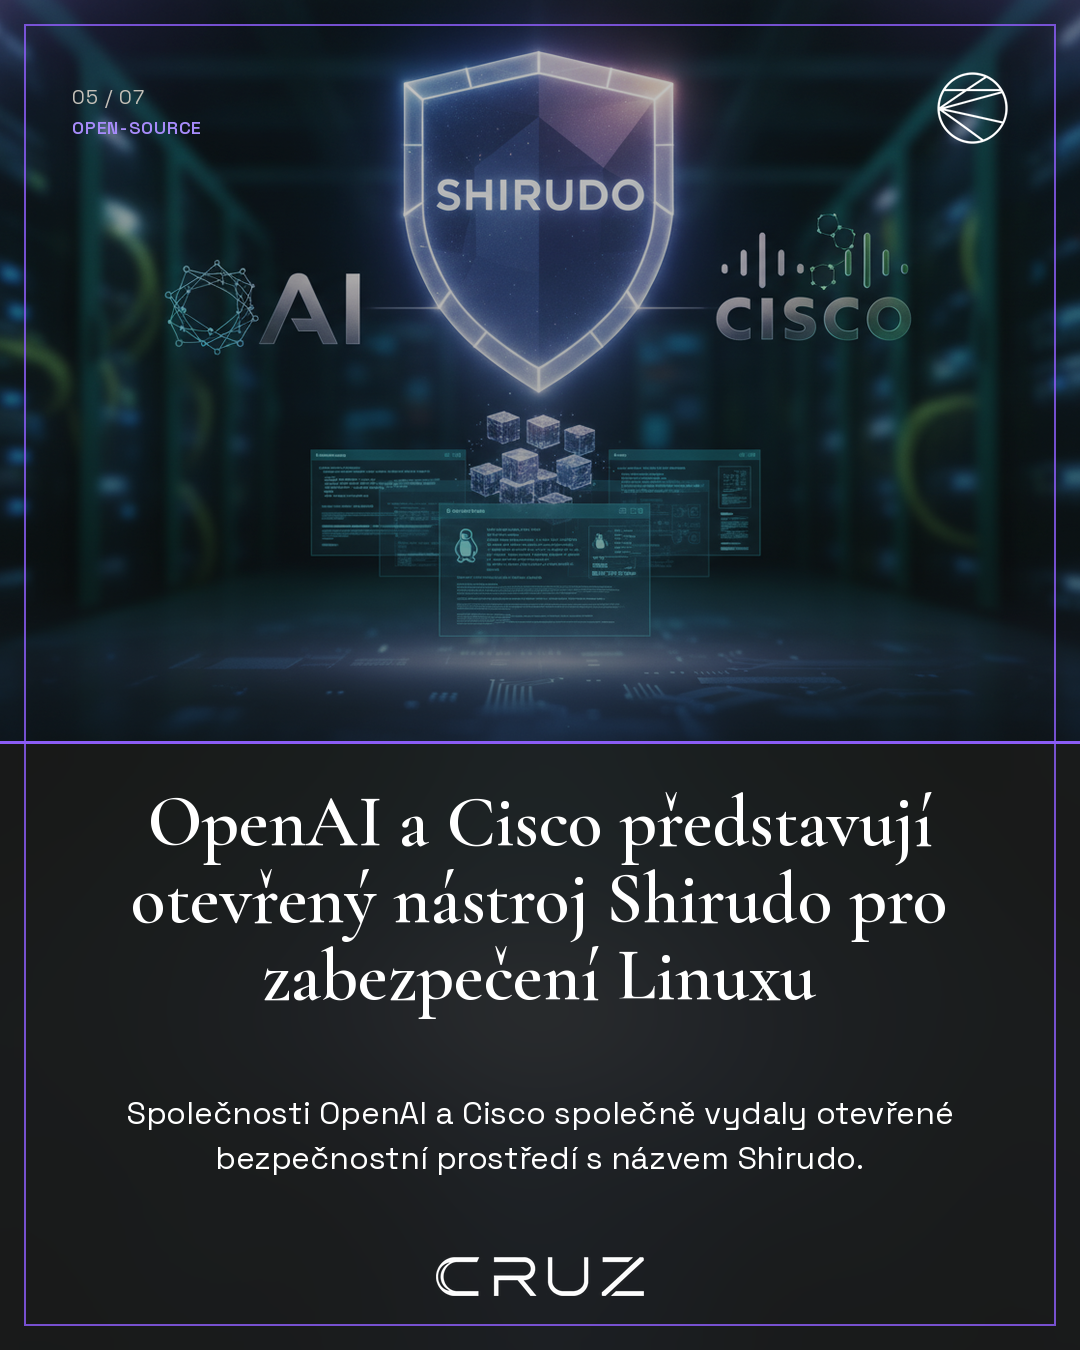 05 / 07
OPEN-SOURCE
SHIRUDO
AI
CISCO
OpenAI a Cisco představují
otevřený nástroj Shirudo pro
zabezpečení Linuxu
Společnosti OpenAI a Cisco společně vydaly otevřené
bezpečnostní prostředí s názvem Shirudo.
CRUZ